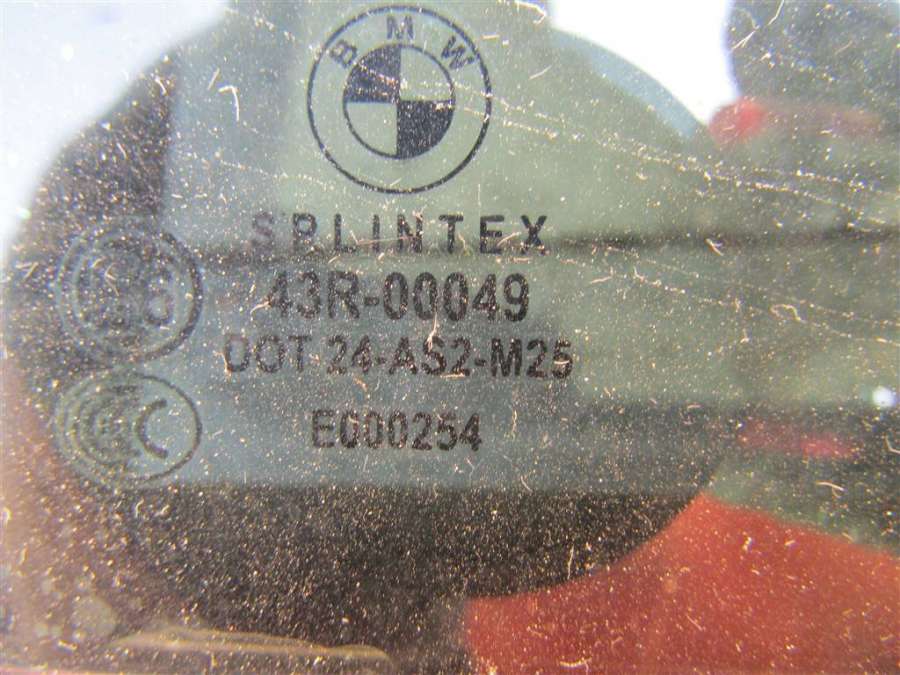 BMW
SPLINTEX
43R-00049
DOT 24-AS2-M25
E000254